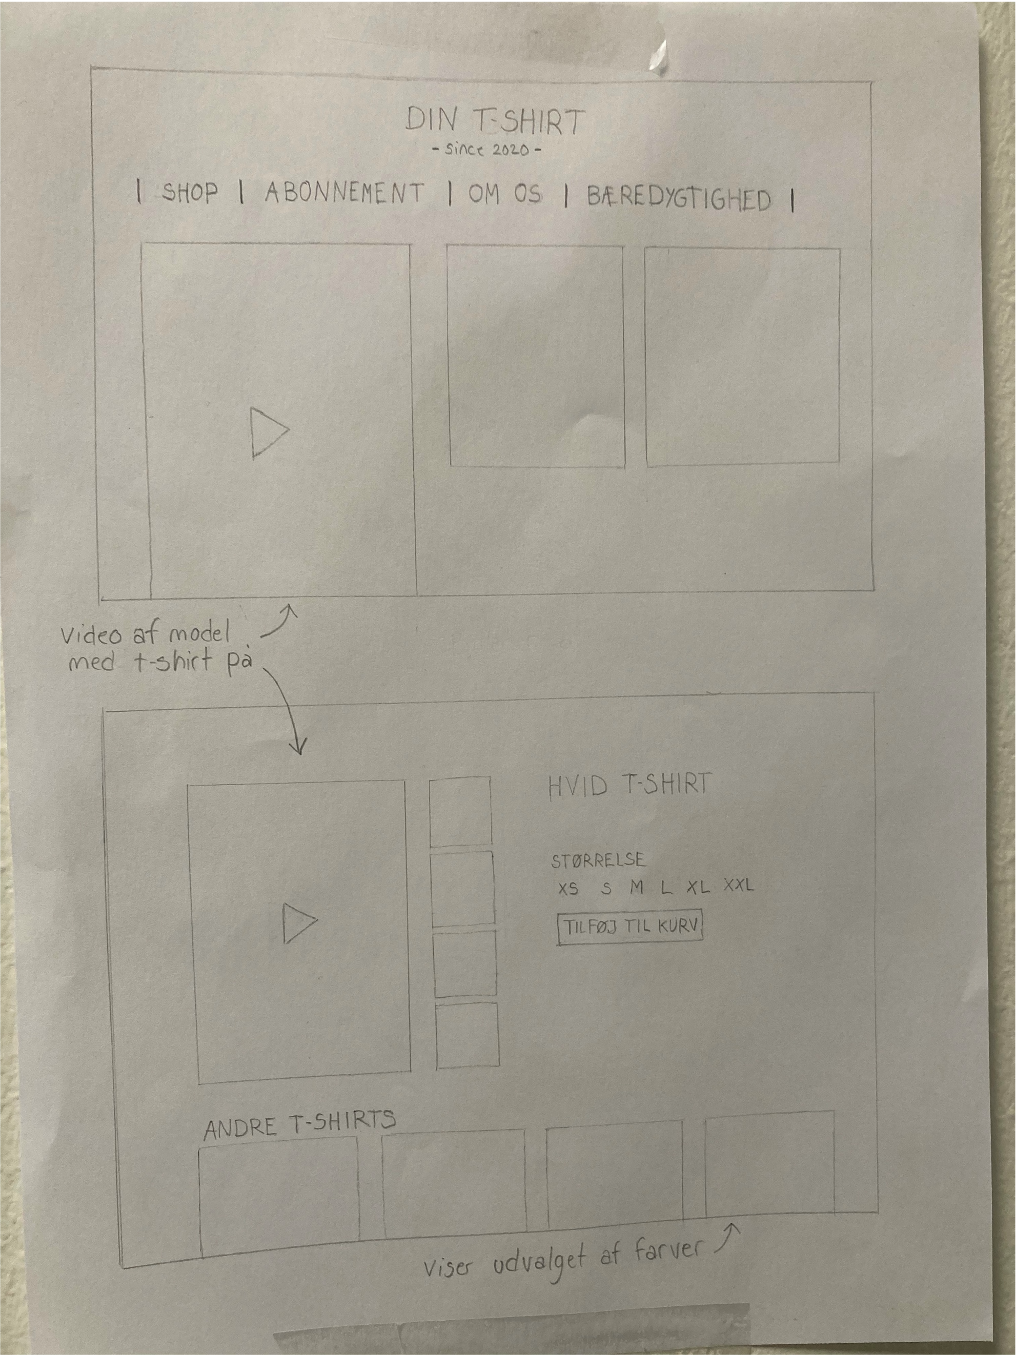 DIN T-SHIRT
- Since 2020 -
| SHOP | ABONNEMENT | OM OS | BÆREDYGTIGHED |
Video af model
med t-shirt på
HVID T-SHIRT
STØRRELSE
XS S M L XL XXL
TILFØJ TIL KURV
ANDRE T-SHIRTS
Viser udvalget af farver